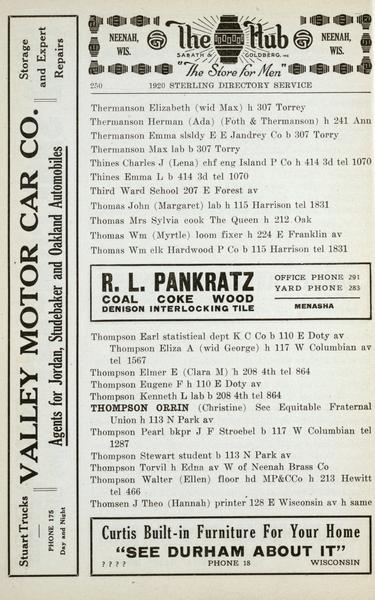 NEENAH, WIS.
The Hub
SABATH & GOLDBERG, INC
"The Store for Men"
NEENAH, WIS.
250 1920 STERLING DIRECTORY SERVICE
Thermanson Elizabeth (wid Max) h 307 Torrey
Thermanson Herman (Ada) (Foth & Thermanson) h 241 Ann
Thermanson Emma slsldy E E Jandrey Co b 307 Torry
Thermanson Max lab b 307 Torry
Thines Charles J (Lena) chf eng Island P Co h 414 3d tel 1070
Thines Emma L b 414 3d tel 1070
Third Ward School 207 E Forest av
Thomas John (Margaret) lab h 115 Harrison tel 1831
Thomas Mrs Sylvia cook The Queen h 212 Oak
Thomas Wm (Myrtle) loom fixer h 224 E Franklin av
Thomas Wm elk Hardwood P Co b 115 Harrison tel 1831
R. L. PANKRATZ
COAL COKE WOOD
DENISON INTERLOCKING TILE
OFFICE PHONE 291
YARD PHONE 283
MENASHA
Thompson Earl statistical dept K C Co b 110 E Doty av
Thompson Eliza A (wid George) h 117 W Columbian av
tel 1567
Thompson Elmer E (Clara M) h 208 4th tel 864
Thompson Eugene F h 110 E Doty av
Thompson Kenneth L lab b 208 4th tel 864
THOMPSON ORRIN (Christine) See Equitable Fraternal
Union h 113 N Park av
Thompson Pearl bkpr J F Stroebel b 117 W Columbian tel
1287
Thompson Stewart student b 113 N Park av
Thompson Torvil h Edna av W of Neenah Brass Co
Thompson Walter (Ellen) floor hd MP&CCo h 213 Hewitt
tel 466
Thomsen J Theo (Hannah) printer 128 E Wisconsin av h same
Curtis Built-in Furniture For Your Home
"SEE DURHAM ABOUT IT"
? ? ? ? PHONE 18 WISCONSIN
Stuart Trucks
PHONE 175
Day and Night
VALLEY MOTOR CAR CO.
Agents for Jordan, Studebaker and Oakland Automobiles
Storage
and Expert
Repairs